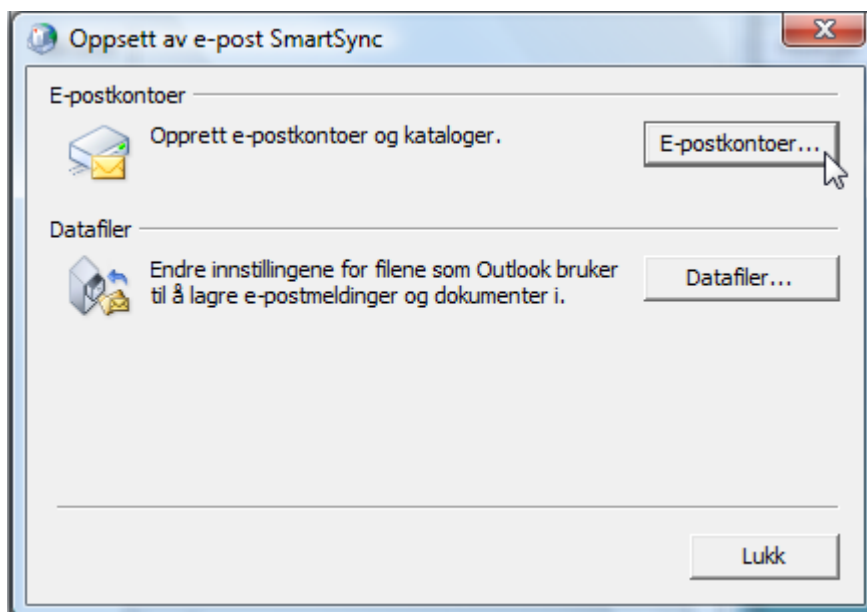 Oppsett av e-post SmartSync
E-postkontoer
Opprett e-postkontoer og kataloger.
E-postkontoer...
Datafiler
Endre innstillingene for filene som Outlook bruker
til å lagre e-postmeldinger og dokumenter i.
Datafiler...
Lukk